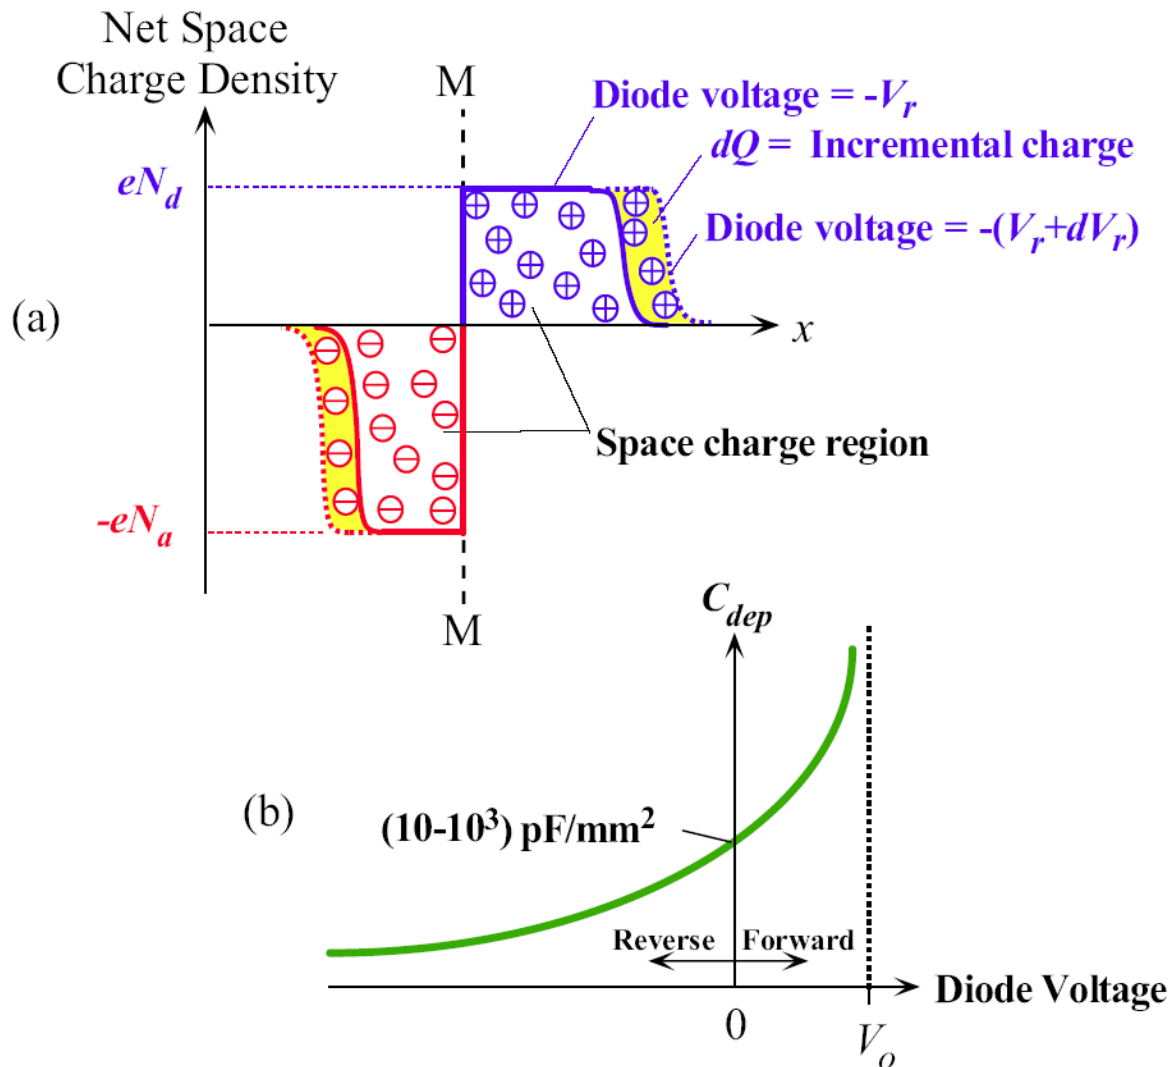 Net Space
Charge Density
M
Diode voltage = -Vr
dQ = Incremental charge
eNd
Diode voltage = -(Vr+dVr)
(a)
x
Space charge region
-eNa
M
Cdep
(b)
(10-10³) pF/mm²
Reverse
Forward
Diode Voltage
0
Vo